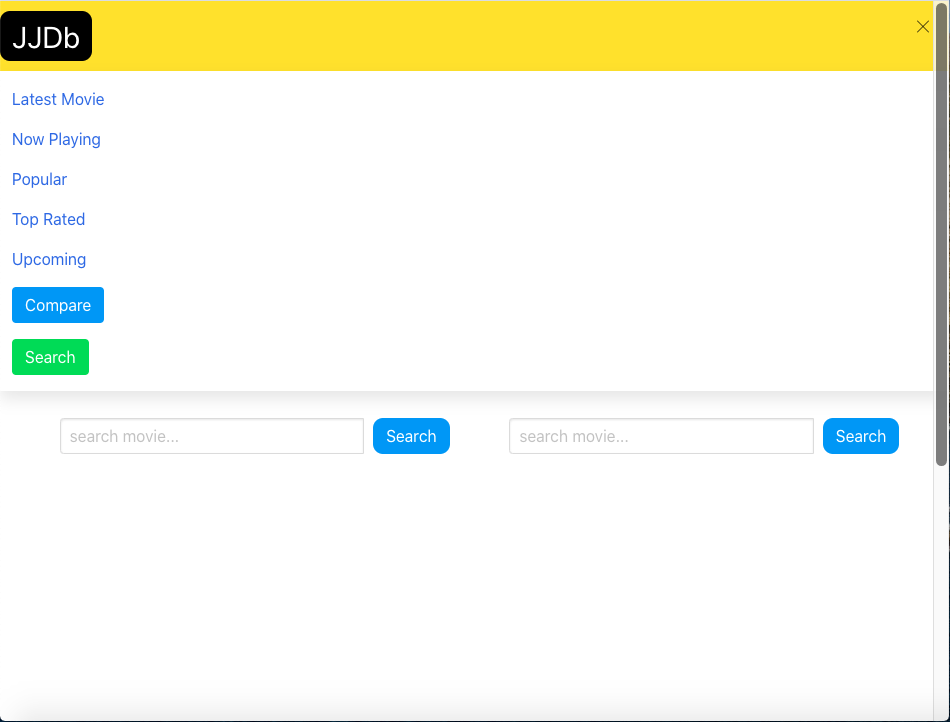 JJDb
Latest Movie
Now Playing
Popular
Top Rated
Upcoming
Compare
Search
search movie... Search search movie... Search